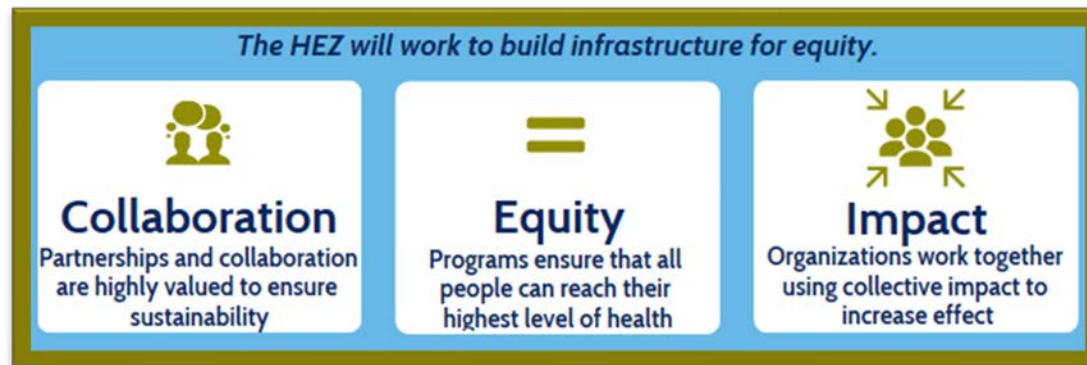 The HEZ will work to build infrastructure for equity.
Collaboration
Partnerships and collaboration
are highly valued to ensure
sustainability
Equity
Programs ensure that all
people can reach their
highest level of health
Impact
Organizations work together
using collective impact to
increase effect